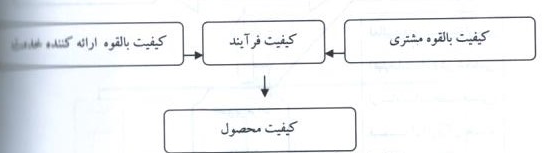 کیفیت بالقوه مشتری
کیفیت فرآیند
کیفیت بالقوه ارائه کننده
کیفیت محصول